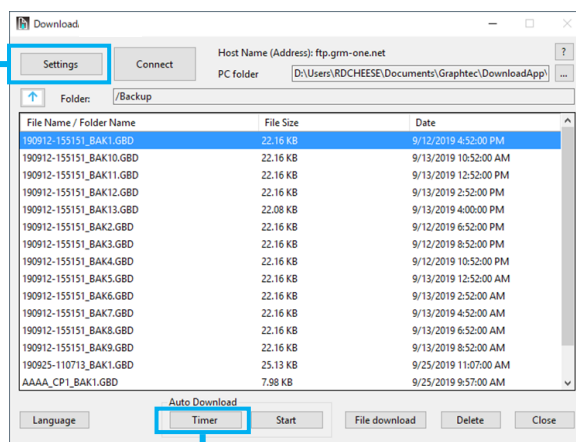 Download
Settings
Connect
Host Name (Address): ftp.grm-one.net
?
PC folder
D:\Users\RDCHEESE\Documents\Graphtec\DownloadApp\
...
Folder:
/Backup
File Name / Folder Name File Size Date
190912-155151_BAK1.GBD 22.16 KB 9/12/2019 4:52:00 PM
190912-155151_BAK10.GBD 22.16 KB 9/13/2019 10:52:00 AM
190912-155151_BAK11.GBD 22.16 KB 9/13/2019 12:52:00 PM
190912-155151_BAK12.GBD 22.16 KB 9/13/2019 2:52:00 PM
190912-155151_BAK13.GBD 22.08 KB 9/13/2019 4:00:00 PM
190912-155151_BAK2.GBD 22.16 KB 9/12/2019 6:52:00 PM
190912-155151_BAK3.GBD 22.16 KB 9/12/2019 8:52:00 PM
190912-155151_BAK4.GBD 22.16 KB 9/12/2019 10:52:00 PM
190912-155151_BAK5.GBD 22.16 KB 9/13/2019 12:52:00 AM
190912-155151_BAK6.GBD 22.16 KB 9/13/2019 2:52:00 AM
190912-155151_BAK7.GBD 22.16 KB 9/13/2019 4:52:00 AM
190912-155151_BAK8.GBD 22.16 KB 9/13/2019 6:52:00 AM
190912-155151_BAK9.GBD 22.16 KB 9/13/2019 8:52:00 AM
190925-110713_BAK1.GBD 25.13 KB 9/25/2019 11:07:00 AM
AAAA_CP1_BAK1.GBD 7.98 KB 9/25/2019 9:57:00 AM
Auto Download
Language
Timer
Start
File download
Delete
Close